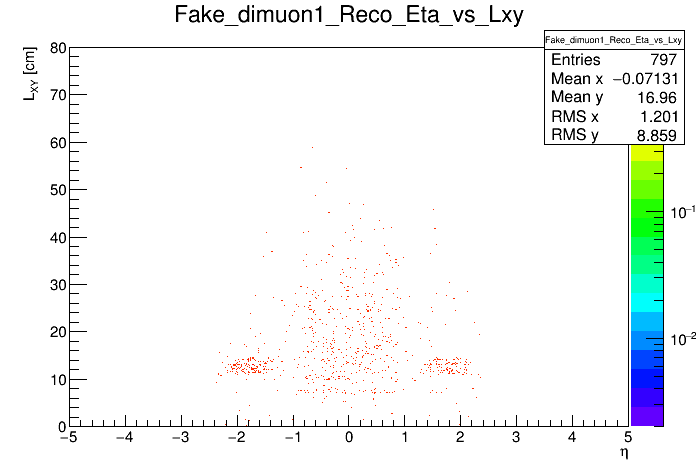 Fake_dimuon1_Reco_Eta_vs_Lxy
Fake_dimuon1_Reco_Eta_vs_Lxy
Entries 797
Mean x −0.07131
Mean y 16.96
RMS x 1.201
RMS y 8.859
L_XY [cm]
80
70
60
50
40
30
20
10
0
−5 −4 −3 −2 −1 0 1 2 3 4 5
η
10⁻¹
10⁻²